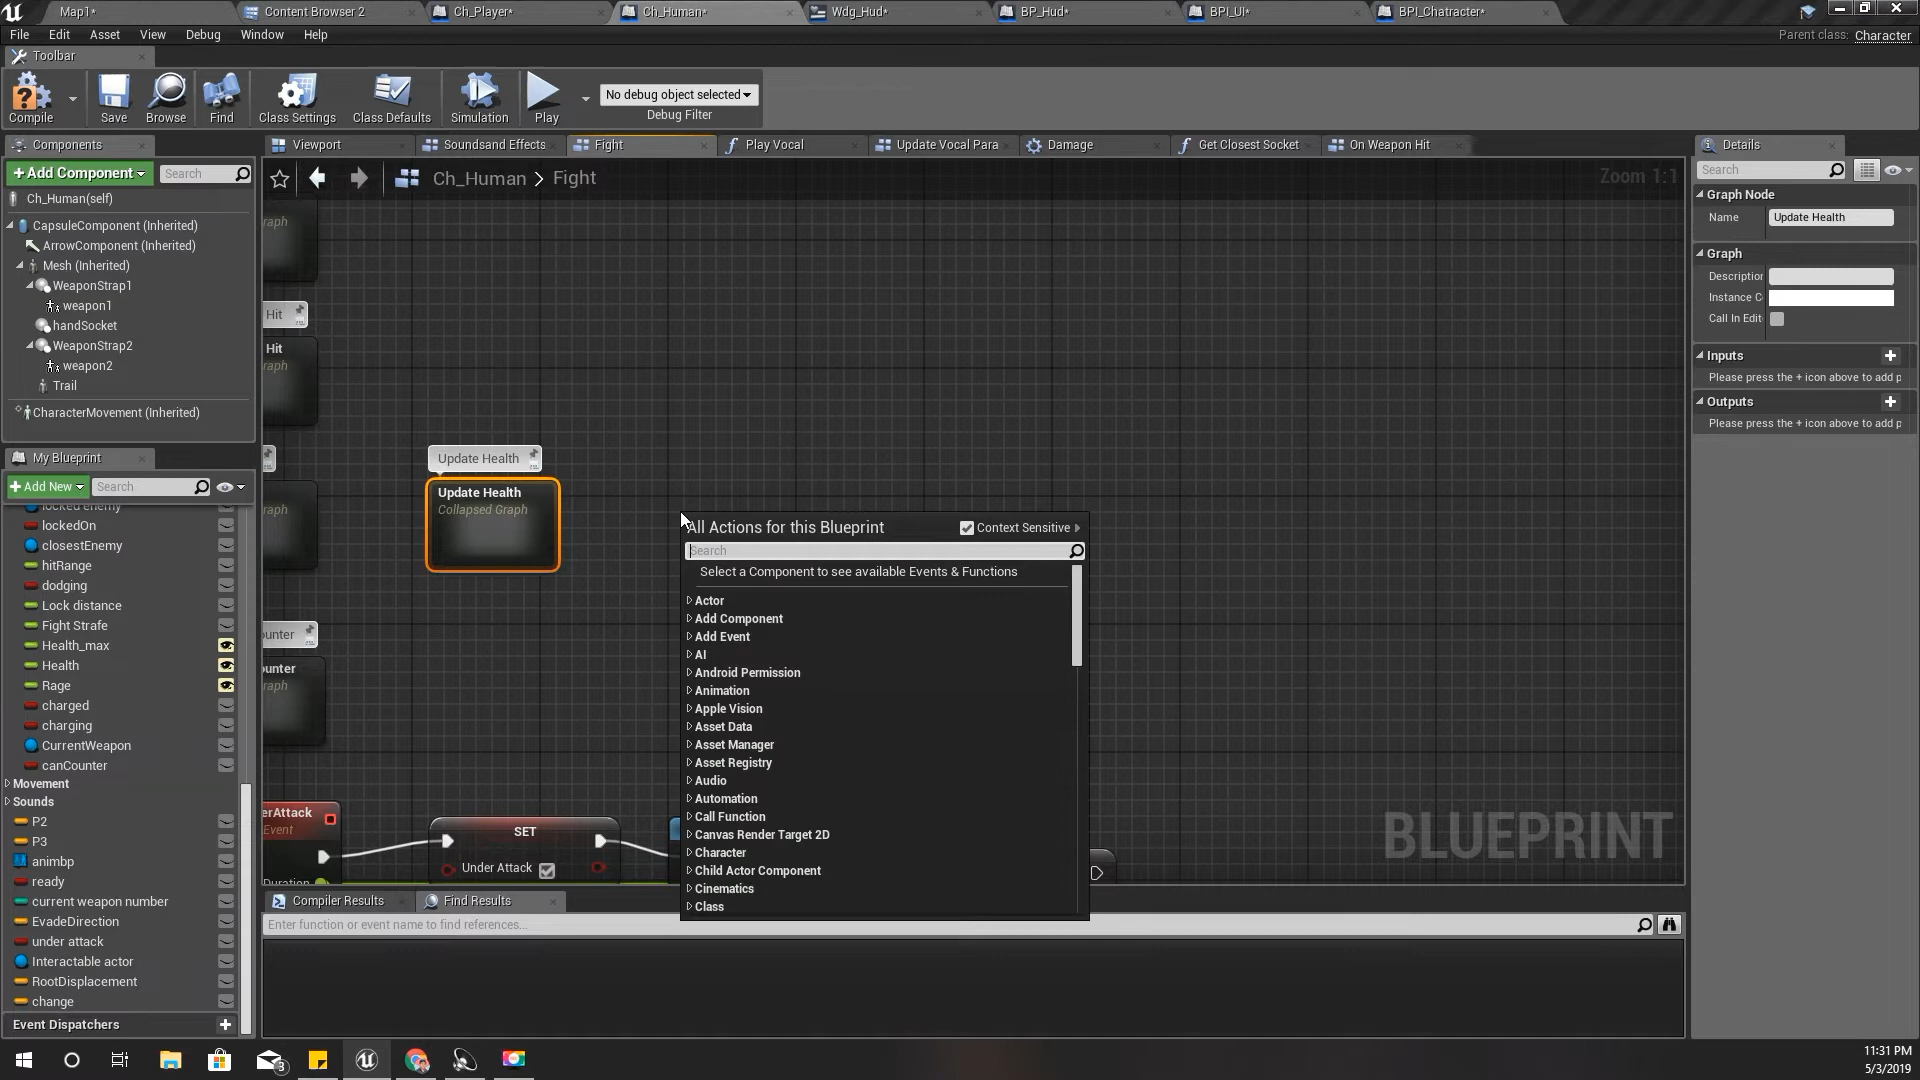 Map1*
Content Browser 2
Ch_Player*
Ch_Human*
Wdg_Hud*
BP_Hud*
BPI_UI*
BPI_Chatracter*
File
Edit
Asset
View
Debug
Window
Help
Parent class: Character
Toolbar
Compile
Save
Browse
Find
Class Settings
Class Defaults
Simulation
Play
No debug object selected
Debug Filter
Components
+Add Component
Search
Ch_Human(self)
CapsuleComponent (Inherited)
ArrowComponent (Inherited)
Mesh (Inherited)
WeaponStrap1
weapon1
handSocket
WeaponStrap2
weapon2
Trail
CharacterMovement (Inherited)
My Blueprint
+Add New
Search
locked enemy
lockedOn
closestEnemy
hitRange
dodging
Lock distance
Fight Strafe
Health_max
Health
Rage
charged
charging
CurrentWeapon
canCounter
Movement
Sounds
P2
P3
animbp
ready
current weapon number
EvadeDirection
under attack
Interactable actor
RootDisplacement
change
Event Dispatchers
Viewport
Soundsand Effects
Fight
Play Vocal
Update Vocal Para
Damage
Get Closest Socket
On Weapon Hit
Ch_Human > Fight
Zoom 1:1
raph
Hit
Hit
raph
raph
ounter
ounter
raph
Update Health
Update Health
Collapsed Graph
erAttack
Event
Duration
SET
Under Attack
All Actions for this Blueprint
Context Sensitive
Search
Select a Component to see available Events & Functions
Actor
Add Component
Add Event
AI
Android Permission
Animation
Apple Vision
Asset Data
Asset Manager
Asset Registry
Audio
Automation
Call Function
Canvas Render Target 2D
Character
Child Actor Component
Cinematics
Class
BLUEPRINT
Compiler Results
Find Results
Enter function or event name to find references...
Details
Search
Graph Node
Name
Update Health
Graph
Descriptior
Instance C
Call In Edit
Inputs
Please press the + icon above to add p
Outputs
Please press the + icon above to add p
3
11:31 PM
5/3/2019